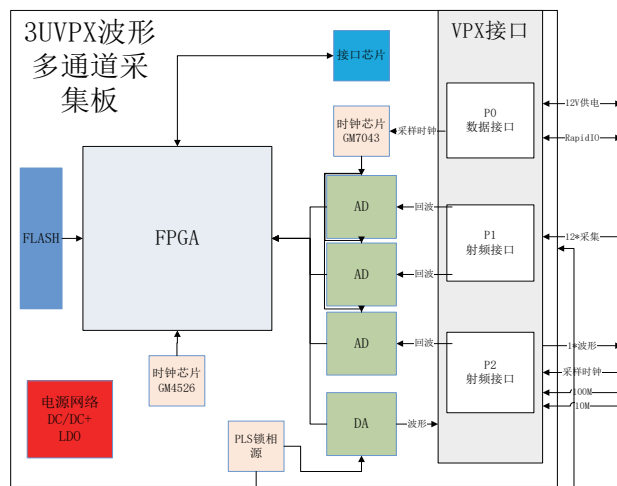 3UVPX波形
多通道采
集板
VPX接口
接口芯片
P0
数据接口
12V供电
RapidIO
时钟芯片
GM7043
采样时钟
FLASH
FPGA
AD
回波
P1
射频接口
12*采集
AD
回波
AD
回波
P2
射频接口
1*波形
采样时钟
100M
10M
时钟芯片
GM4526
电源网络
DC/DC+
LDO
DA
波形
PLS锁相
源